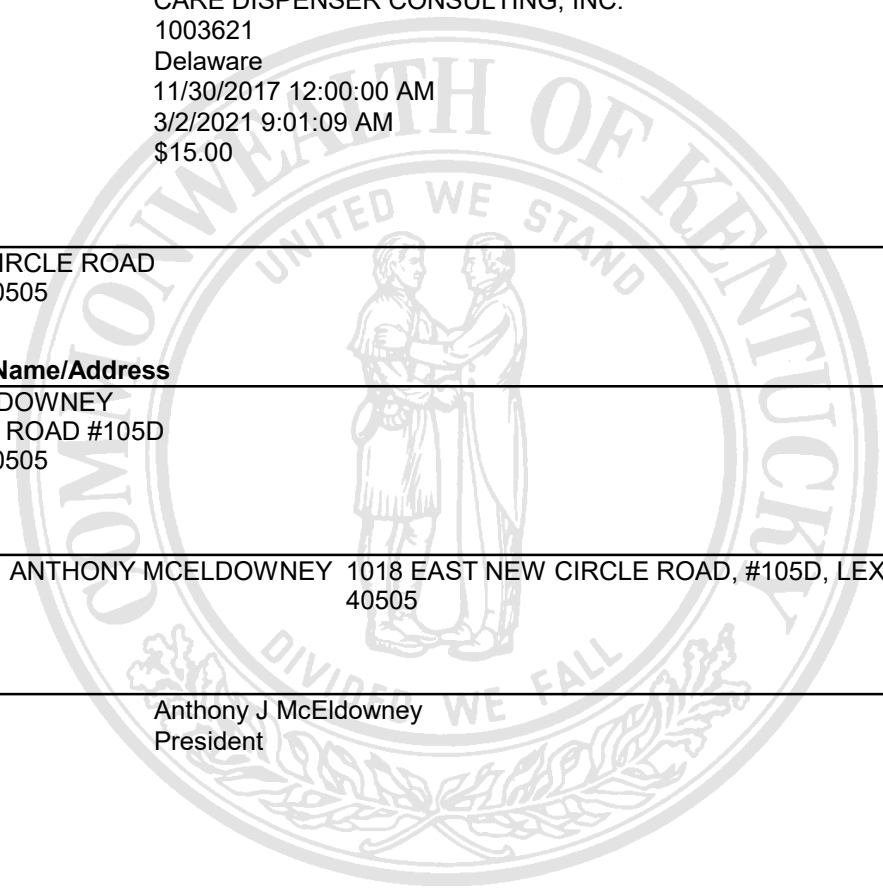 CARE DISPENSER CONSULTING, INC.
1003621
Delaware
11/30/2017 12:00:00 AM
3/2/2021 9:01:09 AM
$15.00
IRCLE ROAD
0505
Name/Address
DOWNEY
ROAD #105D
0505
ANTHONY MCELDOWNEY 1018 EAST NEW CIRCLE ROAD, #105D, LEX
40505
Anthony J McEldowney
President
COMMONWEALTH OF KENTUCKY
UNITED WE STAND
DIVIDED WE FALL